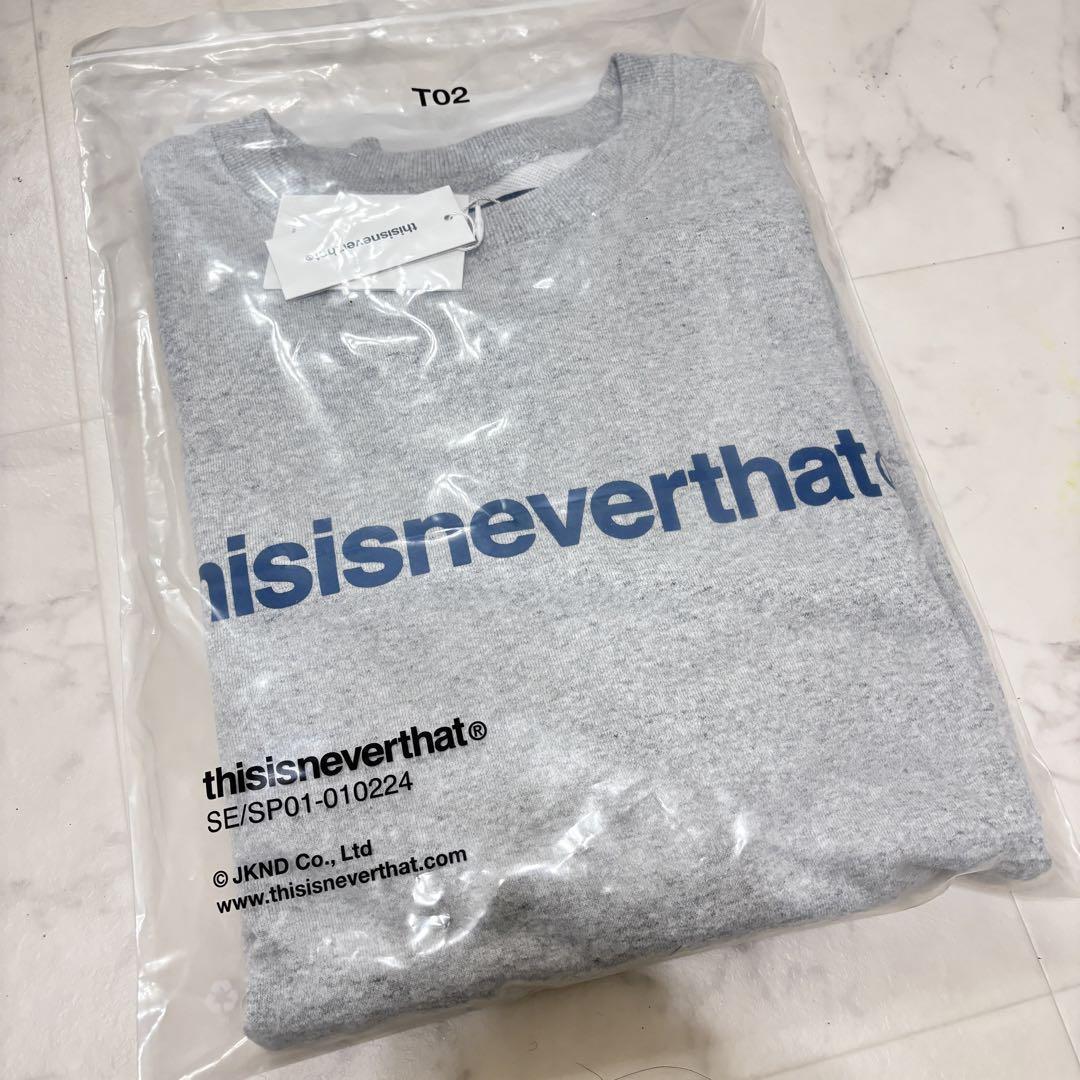 T02
thisisneverthat®
hisisneverthat
thisisneverthat®
SE/SP01-010224
© JKND Co., Ltd
www.thisisneverthat.com